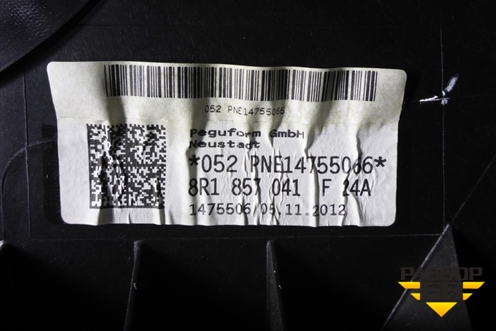 052 PNE14755066
Peguform GmbH
Neustadt
*052 PNE14755066*
8R1 857 041 F 24A
1475506/05.11.2012